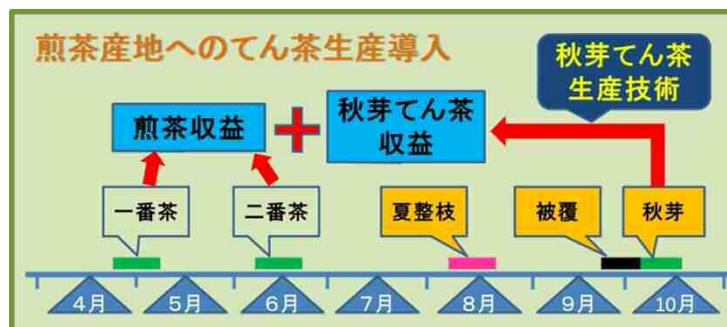 煎茶産地へのてん茶生産導入
秋芽てん茶
生産技術
煎茶収益
+
秋芽てん茶
収益
一番茶
二番茶
夏整枝
被覆
秋芽
4月
5月
6月
7月
8月
9月
10月